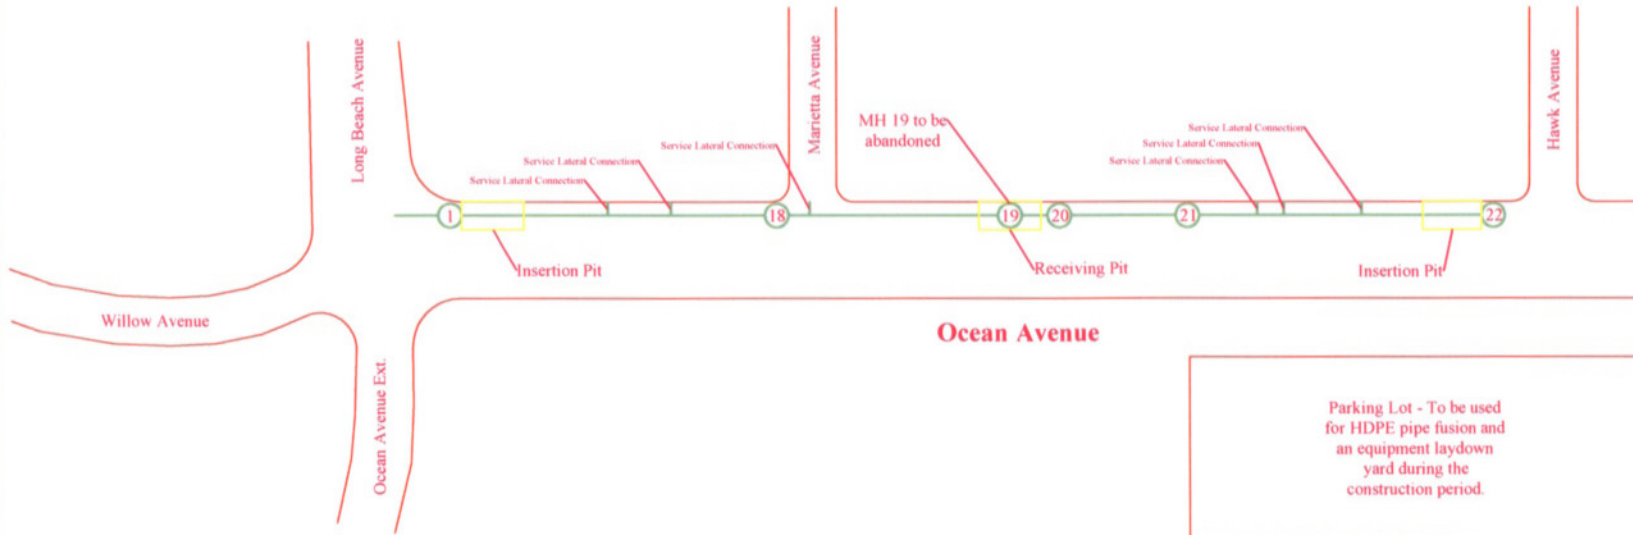 Long Beach Avenue
Marietta Avenue
Hawk Avenue
MH 19 to be
abandoned
Service Lateral Connection
Service Lateral Connection
Service Lateral Connection
Service Lateral Connection
Service Lateral Connection
Service Lateral Connection
1
18
19
20
21
22
Insertion Pit
Receiving Pit
Insertion Pit
Willow Avenue
Ocean Avenue
Ocean Avenue Ext.
Parking Lot - To be used
for HDPE pipe fusion and
an equipment laydown
yard during the
construction period.